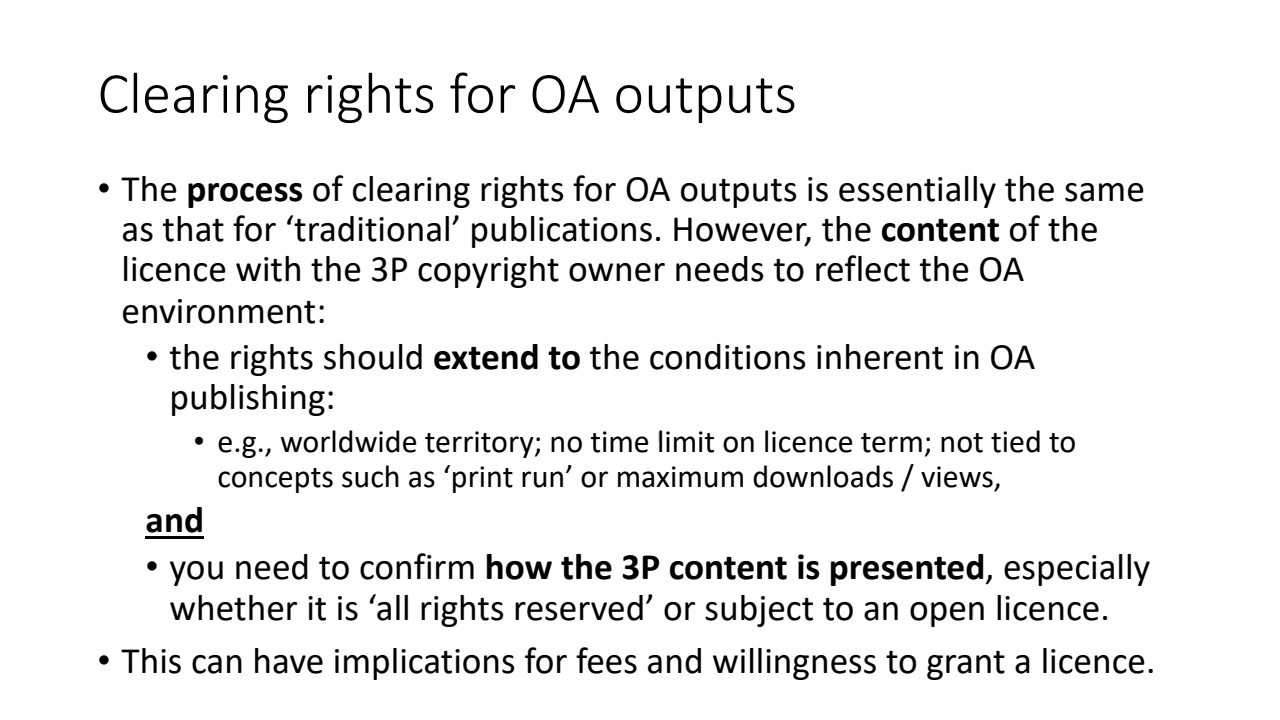 Clearing rights for OA outputs
• The process of clearing rights for OA outputs is essentially the same
as that for ‘traditional’ publications. However, the content of the
licence with the 3P copyright owner needs to reflect the OA
environment:
• the rights should extend to the conditions inherent in OA
publishing:
• e.g., worldwide territory; no time limit on licence term; not tied to
concepts such as ‘print run’ or maximum downloads / views,
and
• you need to confirm how the 3P content is presented, especially
whether it is ‘all rights reserved’ or subject to an open licence.
• This can have implications for fees and willingness to grant a licence.